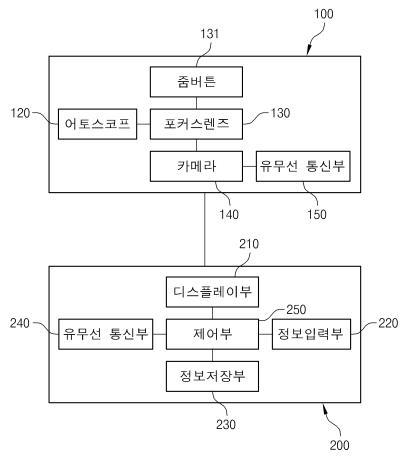 100
131
줌버튼
120
어토스코프
포커스렌즈
130
카메라
유무선 통신부
140
150
210
디스플레이부
250
240
유무선 통신부
제어부
정보입력부
220
정보저장부
230
200